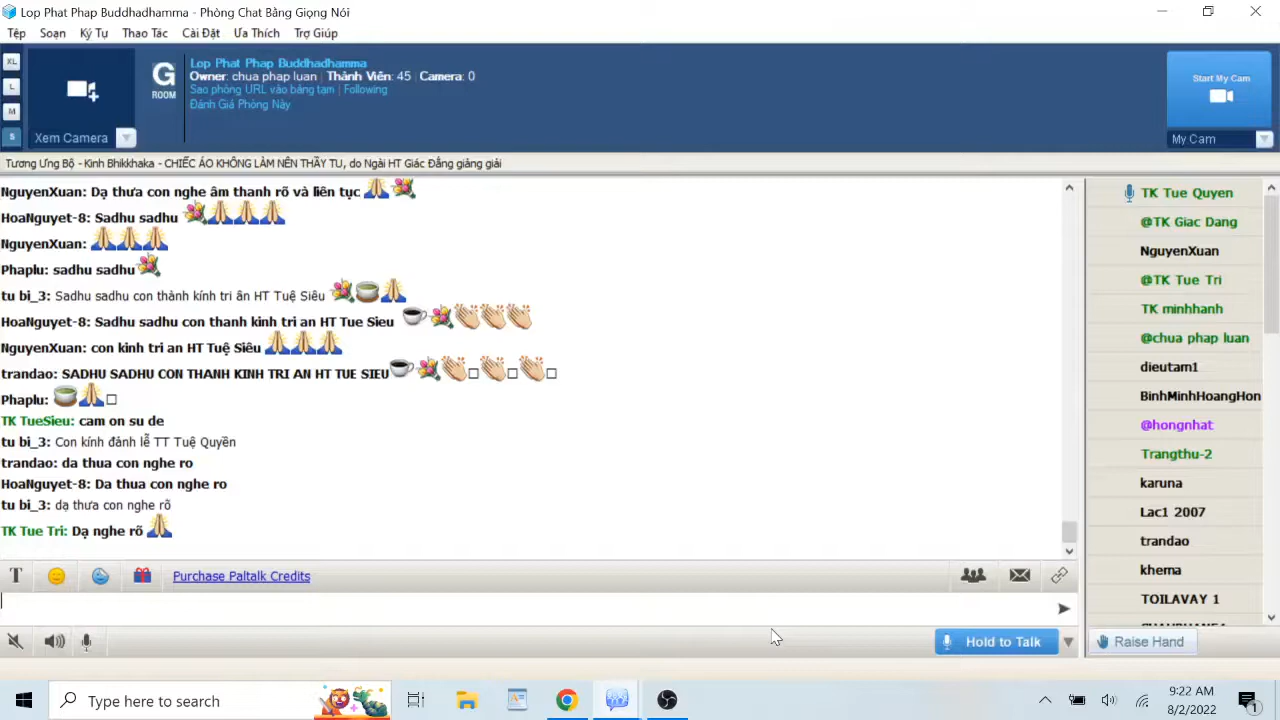 Lop Phat Phap Buddhadhamma - Phòng Chat Bằng Giọng Nói
Tệp Soạn Ký Tự Thao Tác Cài Đặt Ưa Thích Trợ Giúp
XL
L
M
S
Xem Camera
G
ROOM
Lop Phat Phap Buddhadhamma
Owner: chua phap luan | Thành Viên: 45 | Camera: 0
Sao phòng URL vào bảng tạm | Following
Đánh Giá Phòng Này
Start My Cam
My Cam
Tương Ưng Bộ - Kinh Bhikkhaka - CHIẾC ÁO KHÔNG LÀM NÊN THẦY TU, do Ngài HT Giác Đẳng giảng giải
NguyenXuan: Dạ thưa con nghe âm thanh rõ và liên tục
HoaNguyet-8: Sadhu sadhu
NguyenXuan:
Phaplu: sadhu sadhu
tu bi_3: Sadhu sadhu con thành kính tri ân HT Tuệ Siêu
HoaNguyet-8: Sadhu sadhu con thanh kinh tri an HT Tue Sieu
NguyenXuan: con kinh tri an HT Tuệ Siêu
trandao: SADHU SADHU CON THANH KINH TRI AN HT TUE SIEU
Phaplu:
TK TueSieu: cam on su de
tu bi_3: Con kính đảnh lễ TT Tuệ Quyền
trandao: da thua con nghe ro
HoaNguyet-8: Da thua con nghe ro
tu bi_3: dạ thưa con nghe rõ
TK Tue Tri: Dạ nghe rõ
TK Tue Quyen
@TK Giac Dang
NguyenXuan
@TK Tue Tri
TK minhhanh
@chua phap luan
dieutam1
BinhMinhHoangHon
@hongnhat
Trangthu-2
karuna
Lac1 2007
trandao
khema
TOILAVAY 1
T
Purchase Paltalk Credits
Hold to Talk
Raise Hand
Type here to search
9:22 AM
8/2/2022
1